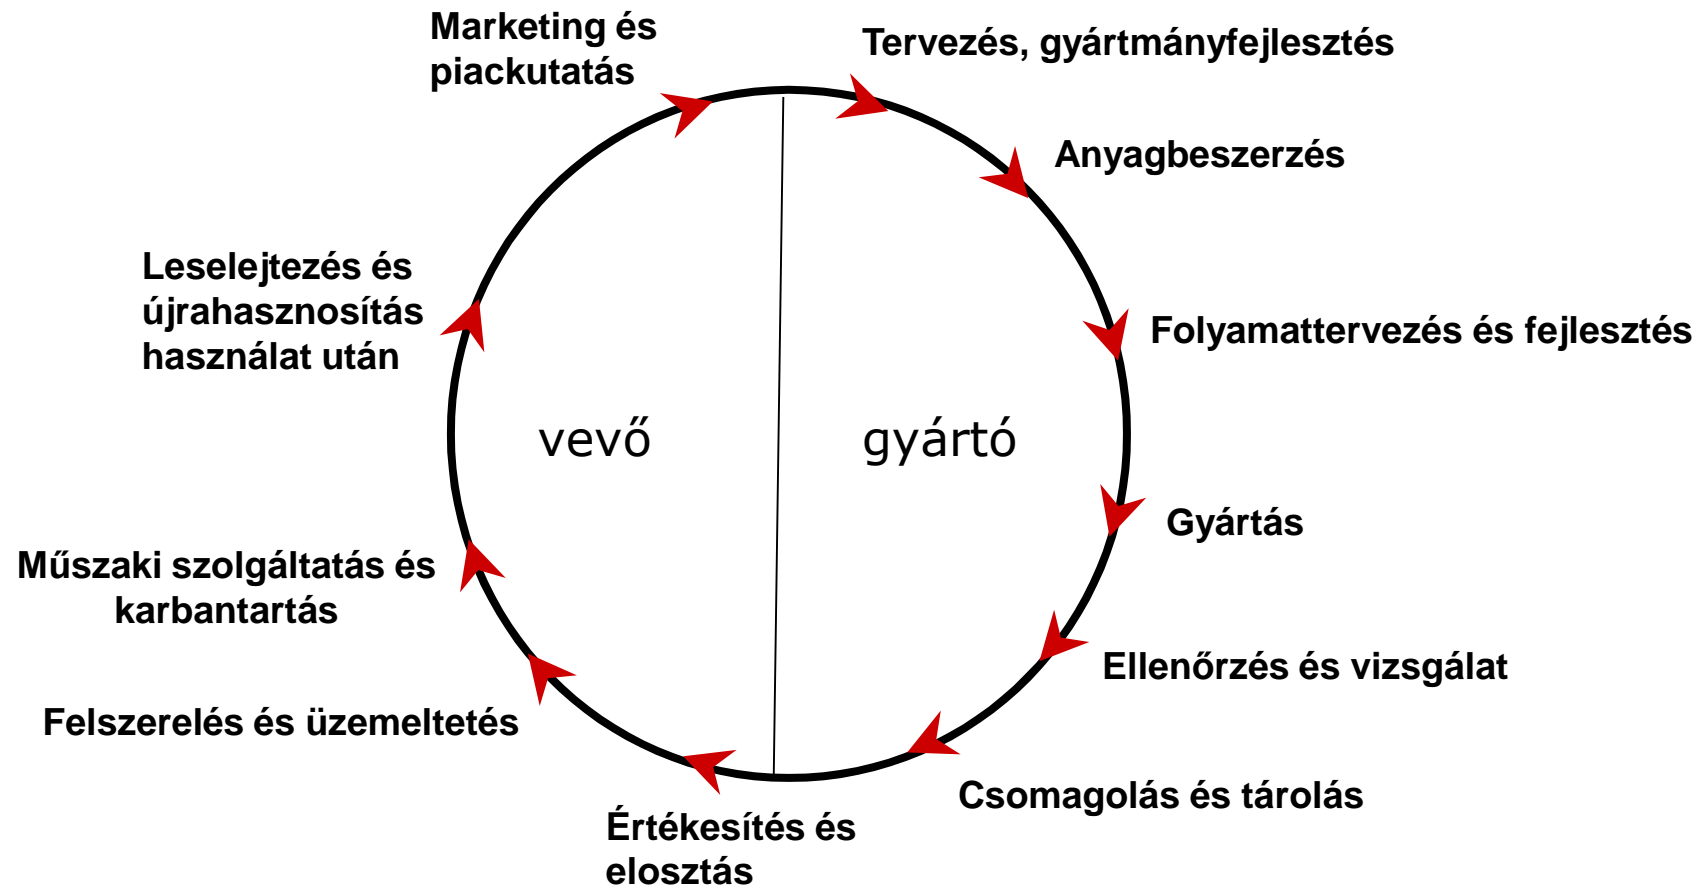 Marketing és
piackutatás
Tervezés, gyártmányfejlesztés
Anyagbeszerzés
Leselejtezés és
újrahasznosítás
használat után
Folyamattervezés és fejlesztés
vevő
gyártó
Gyártás
Műszaki szolgáltatás és
karbantartás
Ellenőrzés és vizsgálat
Felszerelés és üzemeltetés
Csomagolás és tárolás
Értékesítés és
elosztás